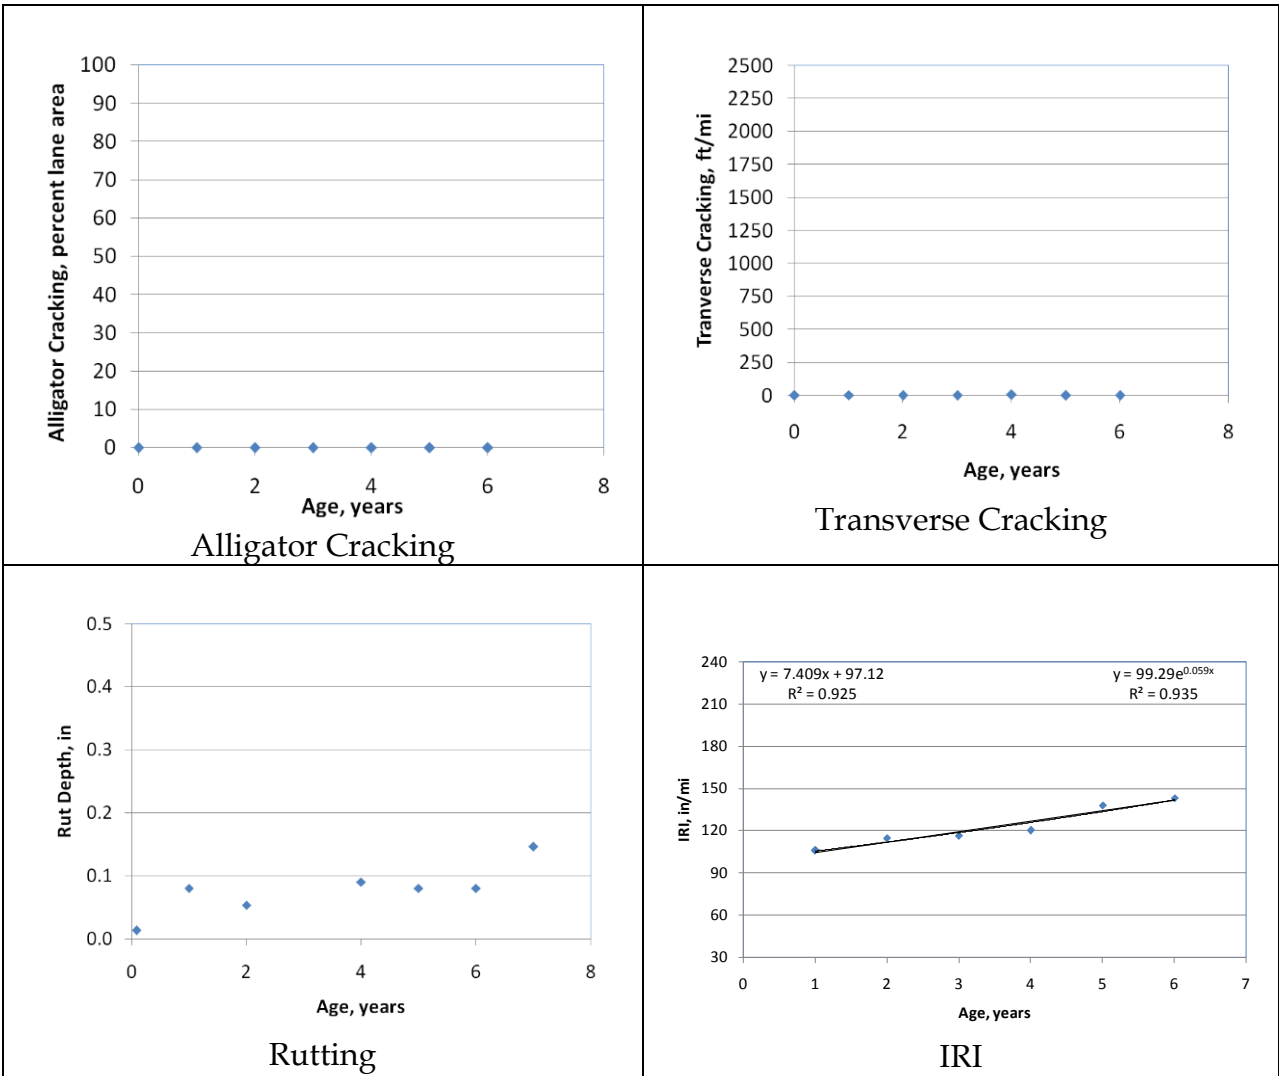 Alligator Cracking, percent lane area
100
90
80
70
60
50
40
30
20
10
0
0 2 4 6 8
Age, years
Alligator Cracking
Tranverse Cracking, ft/mi
2500
2250
2000
1750
1500
1250
1000
750
500
250
0
0 2 4 6 8
Age, years
Transverse Cracking
Rut Depth, in
0.5
0.4
0.3
0.2
0.1
0.0
0 2 4 6 8
Age, years
Rutting
IRI, in/mi
240
210
180
150
120
90
60
30
y = 7.409x + 97.12
R² = 0.925
y = 99.29e^0.059x
R² = 0.935
0 1 2 3 4 5 6 7
Age, years
IRI